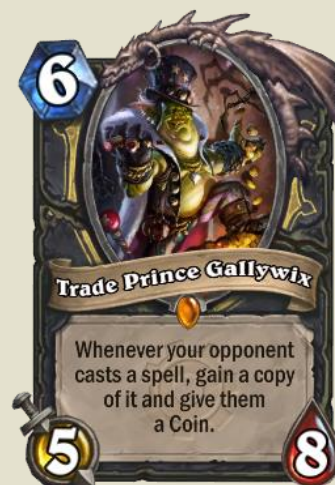 6
Trade Prince Gallywix
Whenever your opponent
casts a spell, gain a copy
of it and give them
a Coin.
5
8